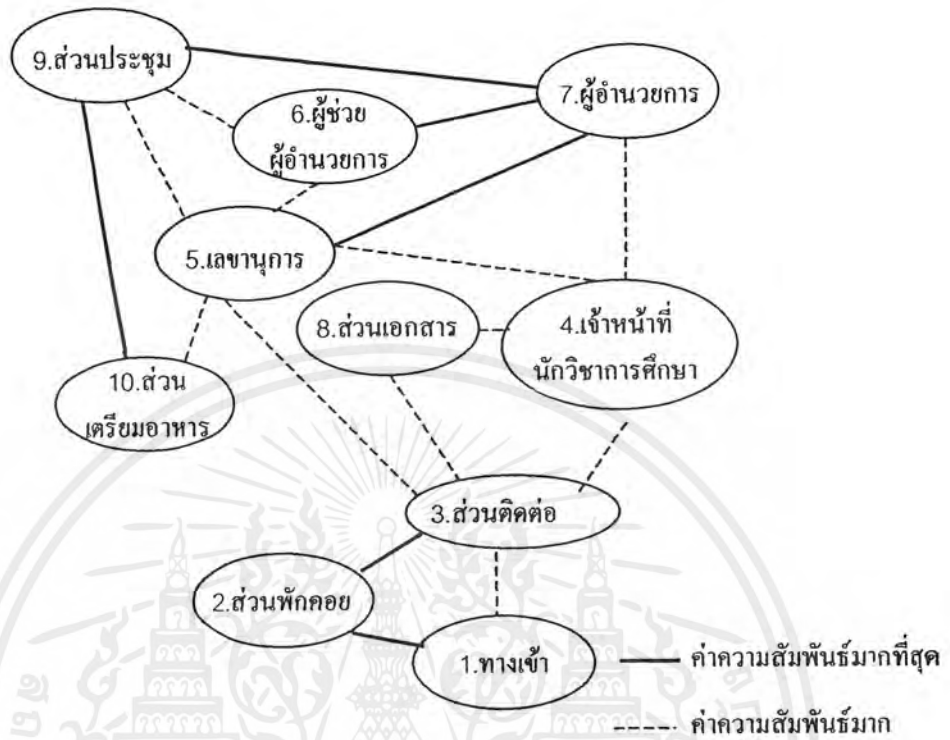 9.ส่วนประชุม
7.ผู้อำนวยการ
6.ผู้ช่วย
ผู้อำนวยการ
5.เลขานุการ
8.ส่วนเอกสาร
4.เจ้าหน้าที่
นักวิชาการศึกษา
10.ส่วน
เตรียมอาหาร
3.ส่วนติดต่อ
2.ส่วนพักคอย
1.ทางเข้า
ค่าความสัมพันธ์มากที่สุด
ค่าความสัมพันธ์มาก